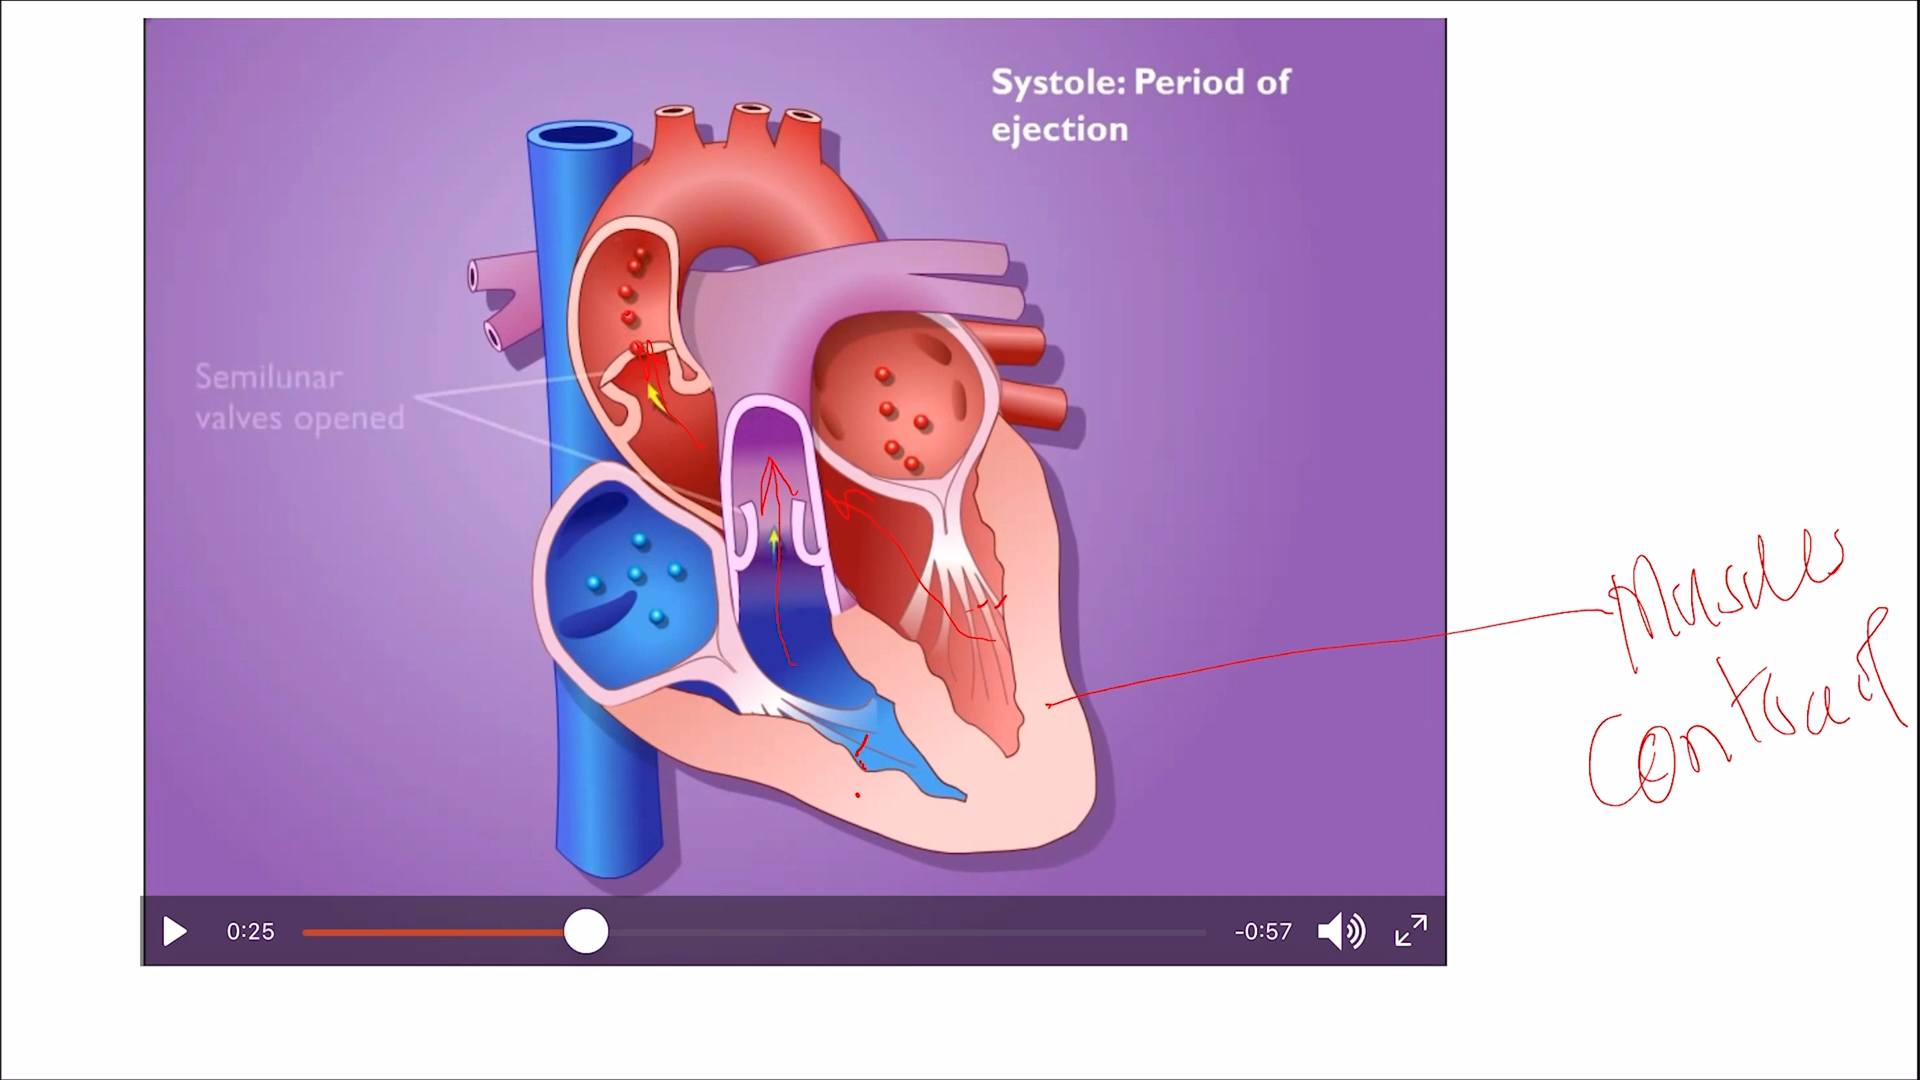 Systole: Period of
ejection
Semilunar
valves opened
Muscles
Contract
0:25
-0:57